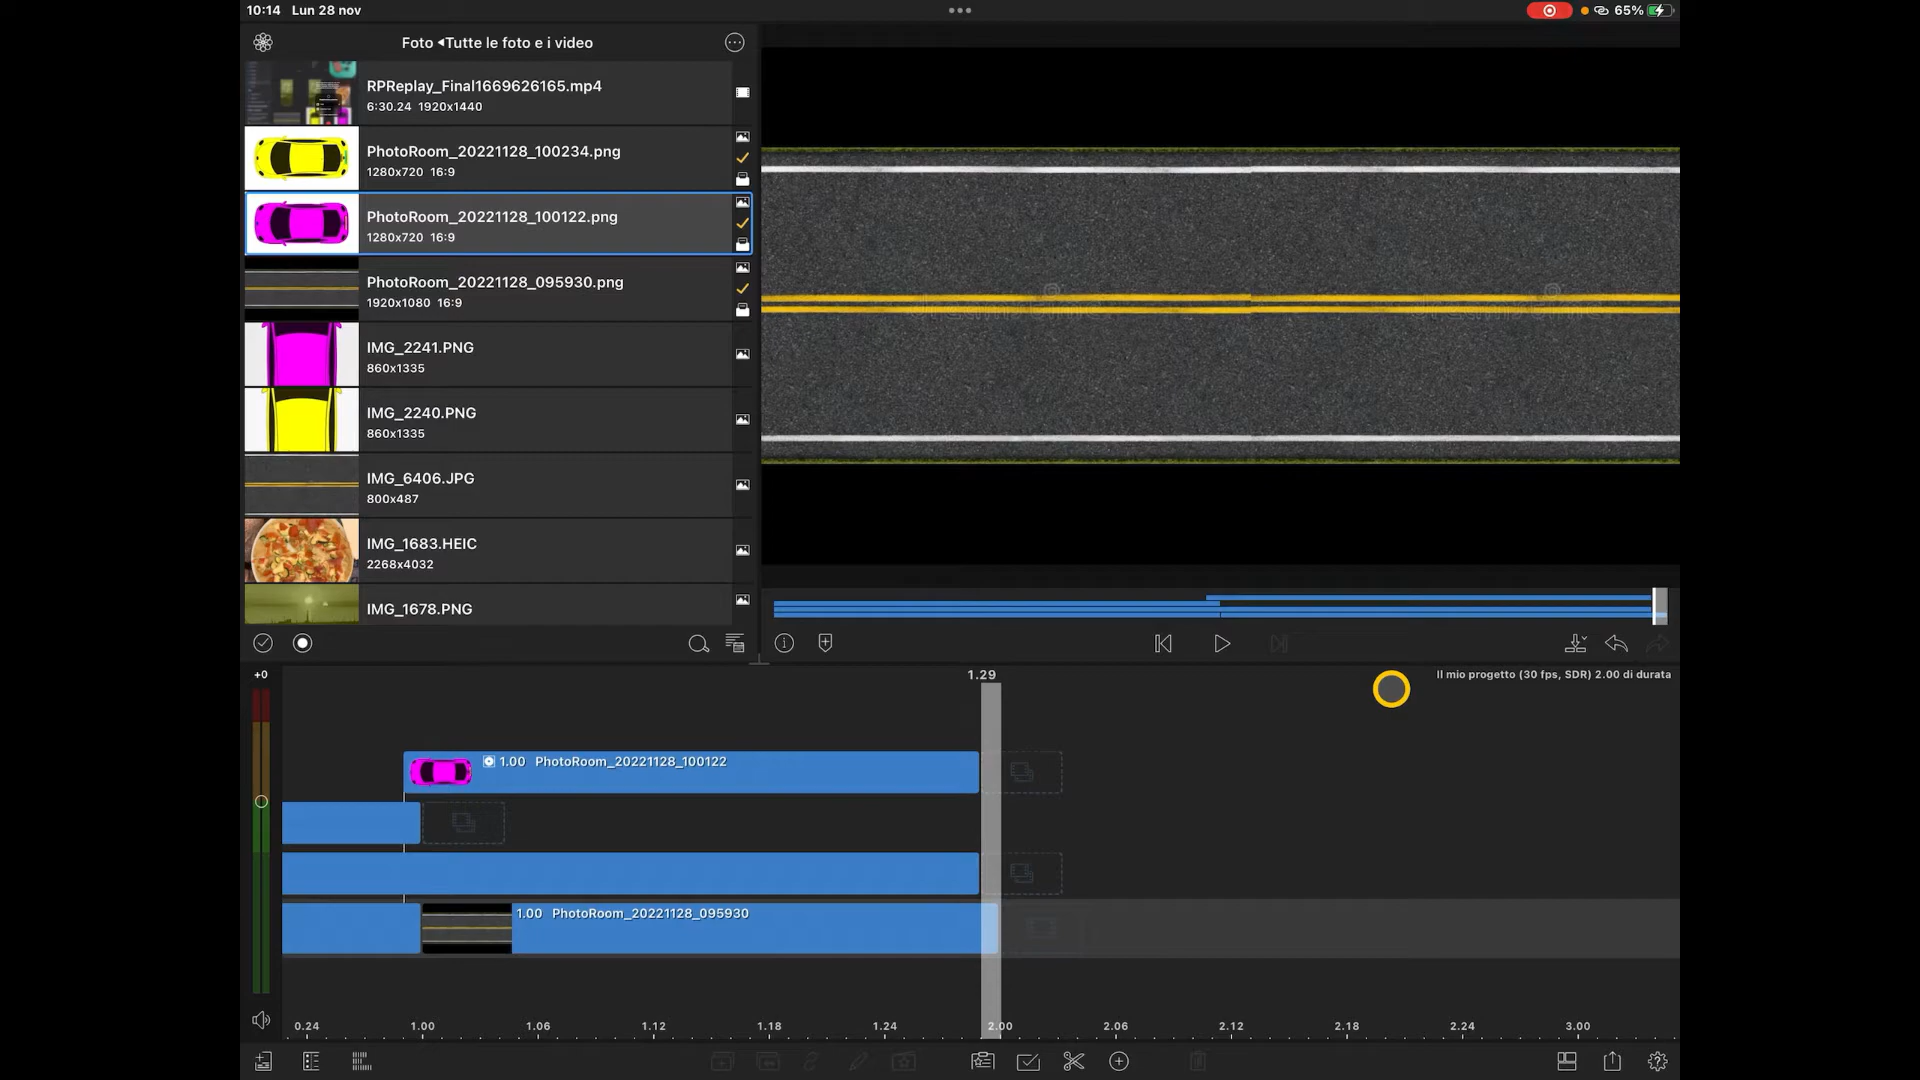 10:14 Lun 28 nov
65%
Foto ◂Tutte le foto e i video
RPReplay_Final1669626165.mp4
6:30.24 1920x1440
PhotoRoom_20221128_100234.png
1280x720 16:9
PhotoRoom_20221128_100122.png
1280x720 16:9
PhotoRoom_20221128_095930.png
1920x1080 16:9
IMG_2241.PNG
860x1335
IMG_2240.PNG
860x1335
IMG_6406.JPG
800x487
IMG_1683.HEIC
2268x4032
IMG_1678.PNG
+0
1.29
Il mio progetto (30 fps, SDR) 2.00 di durata
1.00 PhotoRoom_20221128_100122
1.00 PhotoRoom_20221128_095930
0.24 1.00 1.06 1.12 1.18 1.24 2.00 2.06 2.12 2.18 2.24 3.00